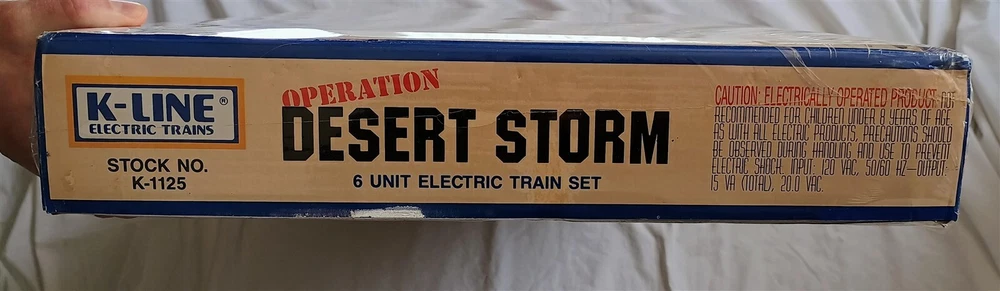 K-LINE®
ELECTRIC TRAINS
STOCK NO.
K-1125
OPERATION
DESERT STORM
6 UNIT ELECTRIC TRAIN SET
CAUTION: ELECTRICALLY OPERATED PRODUCT: NOT
RECOMMENDED FOR CHILDREN UNDER 8 YEARS OF AGE.
AS WITH ALL ELECTRIC PRODUCTS, PRECAUTIONS SHOULD
BE OBSERVED DURING HANDLING AND USE TO PREVENT
ELECTRIC SHOCK. INPUT: 120 VAC, 50/60 HZ-OUTPUT:
15 VA (TOTAL), 20.0 VAC.